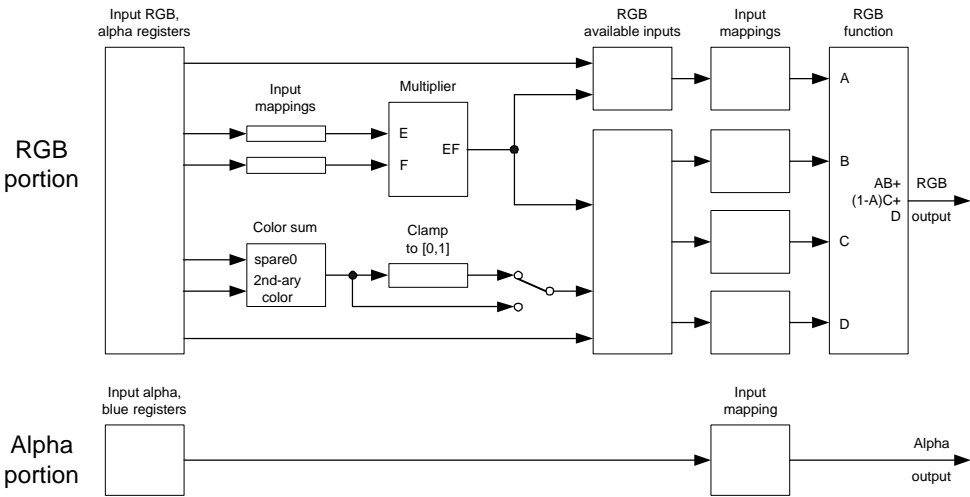 Input RGB,
alpha registers
RGB
available inputs
Input
mappings
RGB
function
RGB
portion
Input
mappings
Multiplier
E
F
EF
A
B
C
D
AB+
(1-A)C+
D
RGB
output
Color sum
spare0
2nd-ary
color
Clamp
to [0,1]
Input alpha,
blue registers
Input
mapping
Alpha
portion
Alpha
output